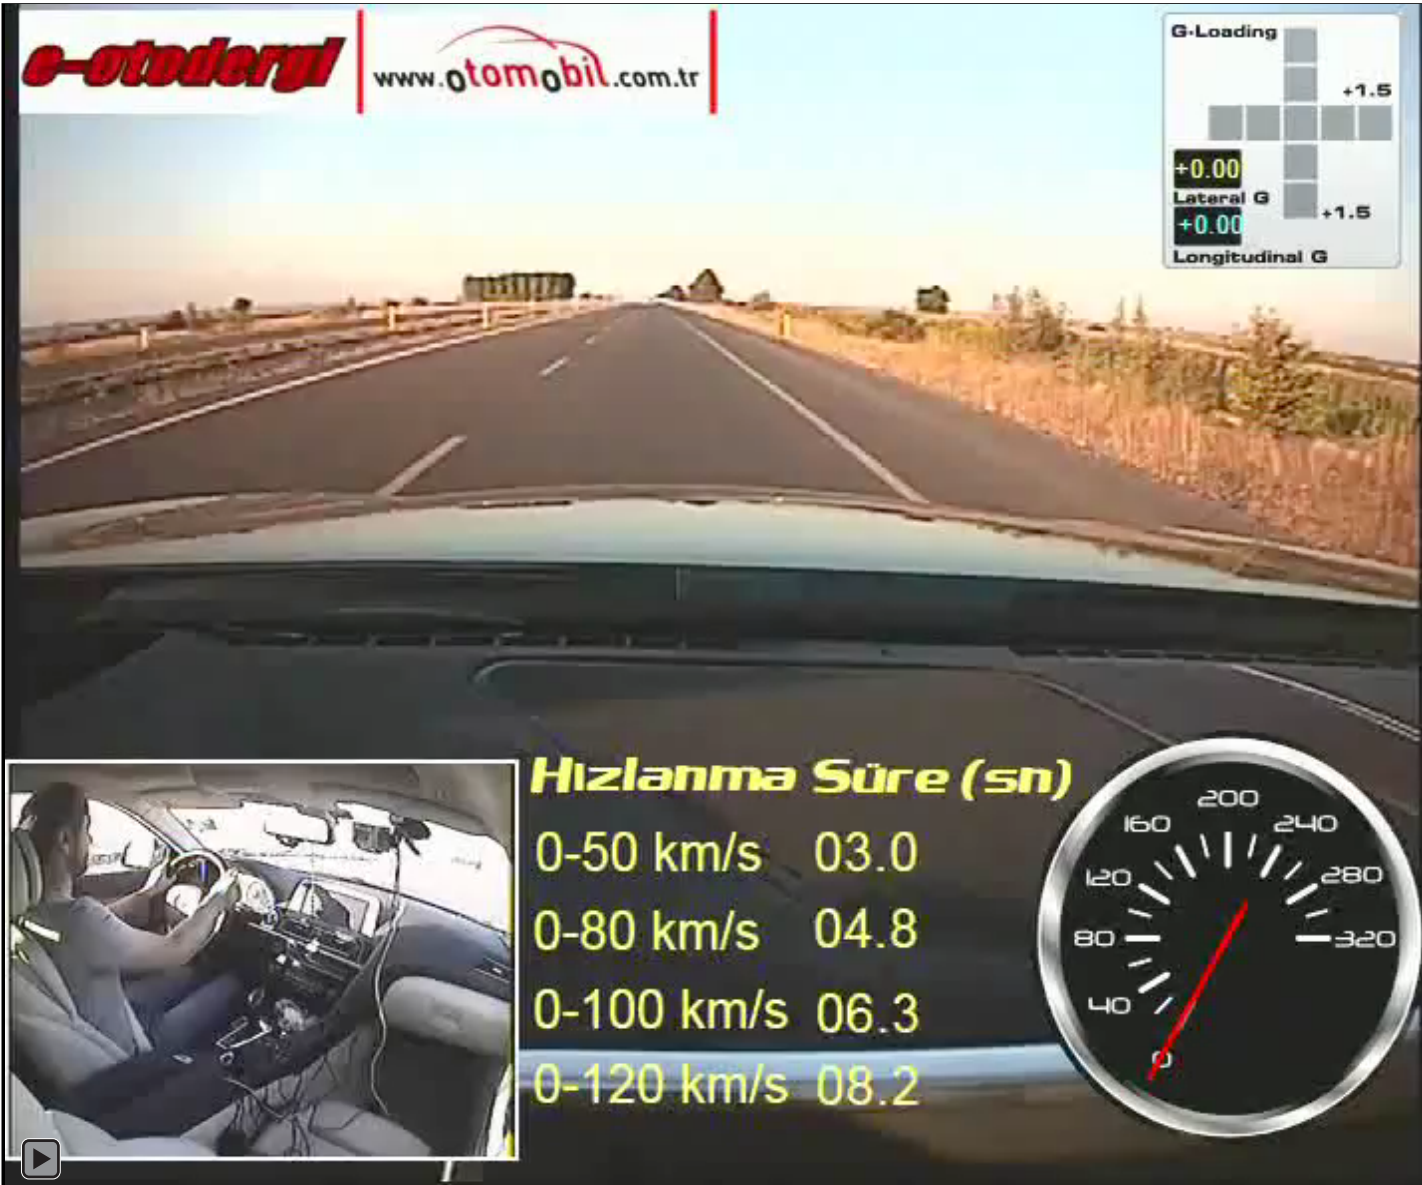 e-otodergi
www.otomobil.com.tr
G-Loading
+1.5
+0.00
Lateral G
+1.5
+0.00
Longitudinal G
Hızlanma Süre (sn)
0-50 km/s 03.0
0-80 km/s 04.8
0-100 km/s 06.3
0-120 km/s 08.2
200
160 240
120 280
80 320
40
0